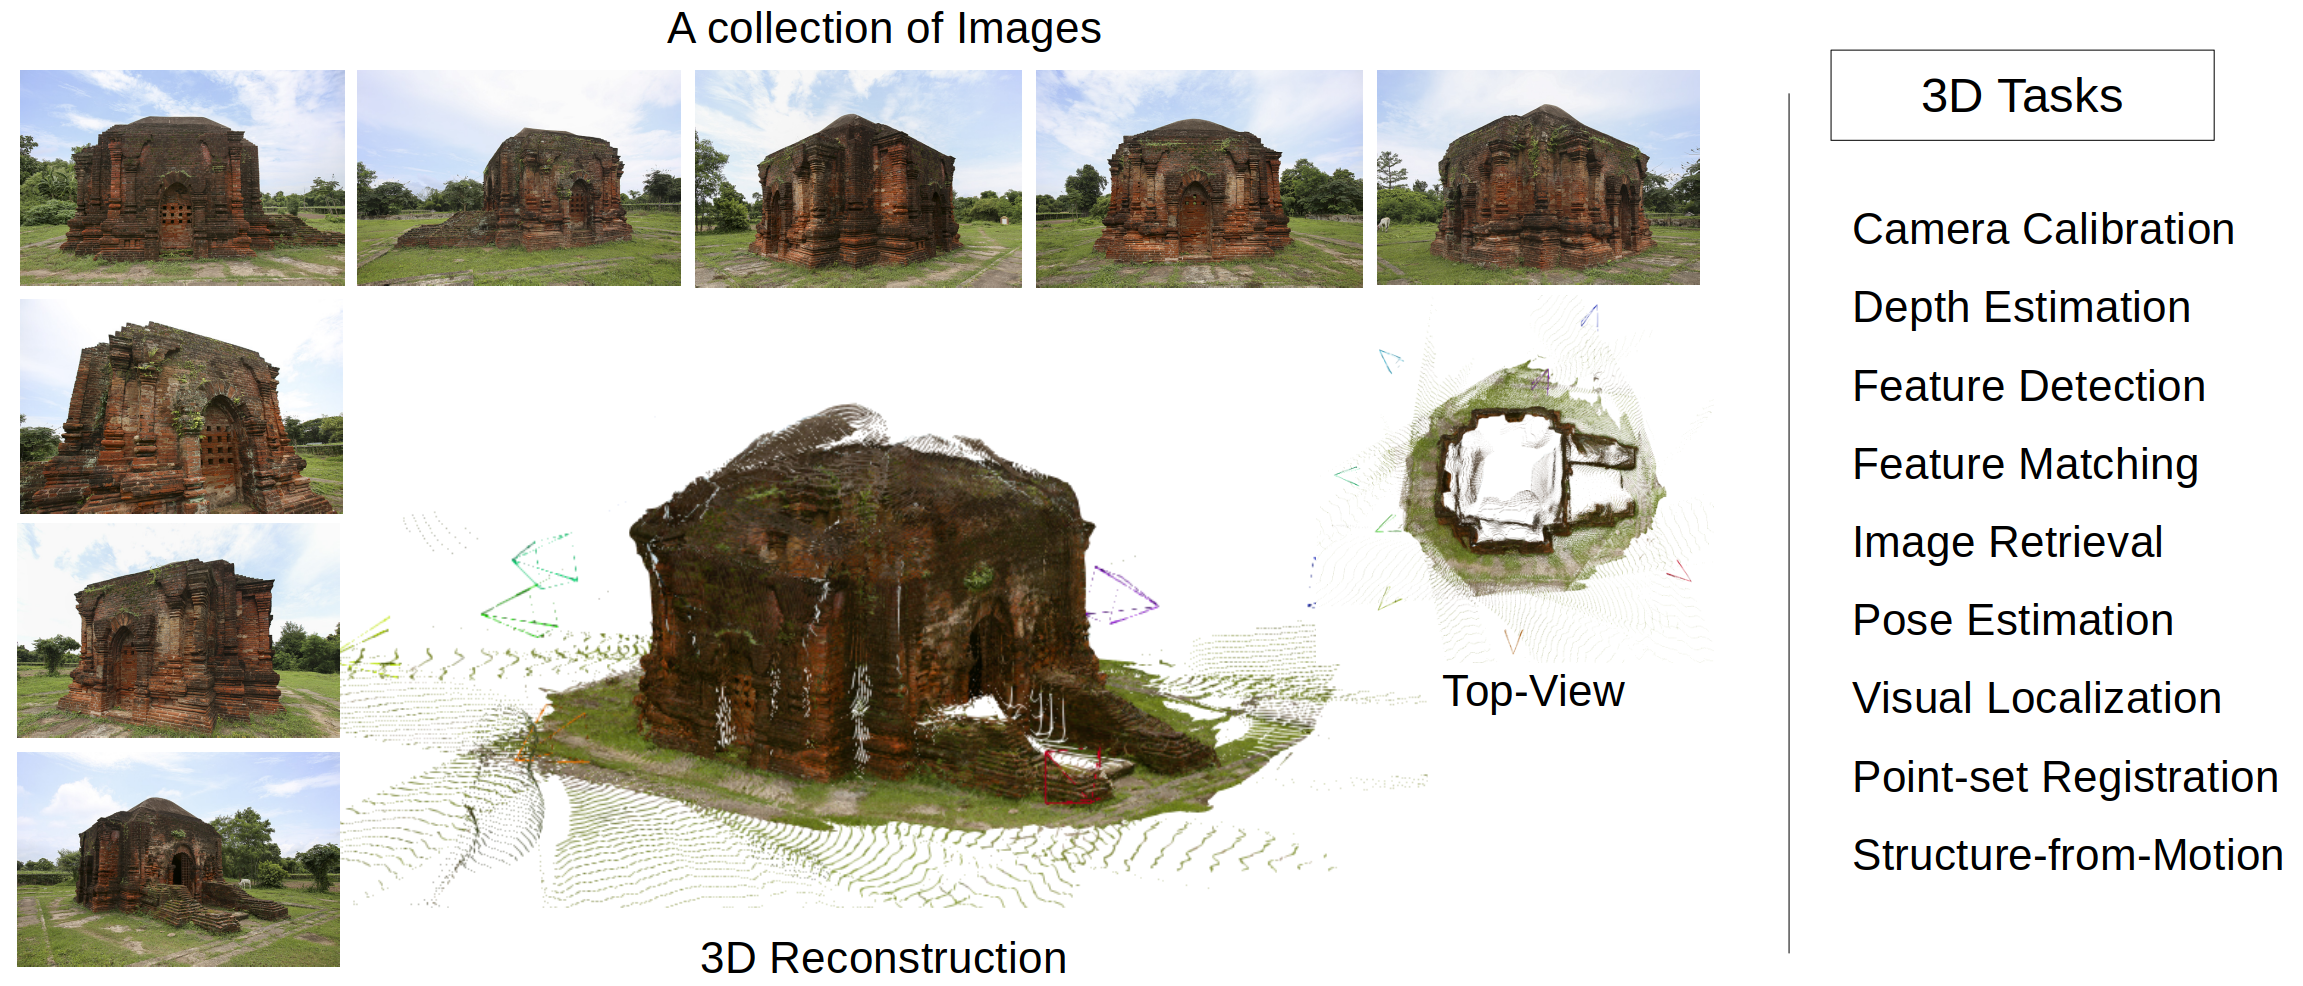 A collection of Images
3D Tasks
Camera Calibration
Depth Estimation
Feature Detection
Feature Matching
Image Retrieval
Pose Estimation
Visual Localization
Point-set Registration
Structure-from-Motion
Top-View
3D Reconstruction